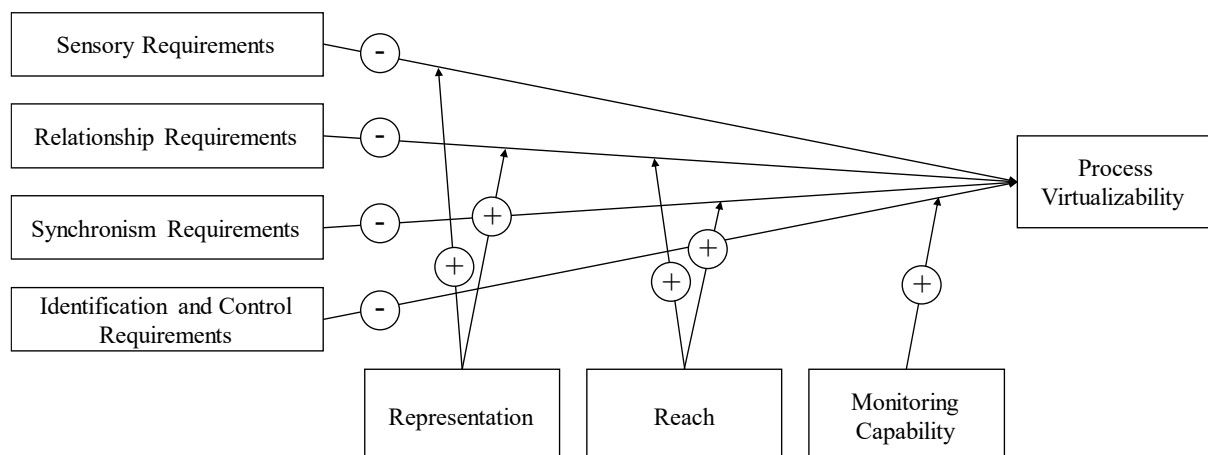 Sensory Requirements
-
Relationship Requirements
-
Process
Virtualizability
Synchronism Requirements
-
+
+
+
+
+
Identification and Control
Requirements
-
Representation
Reach
Monitoring
Capability